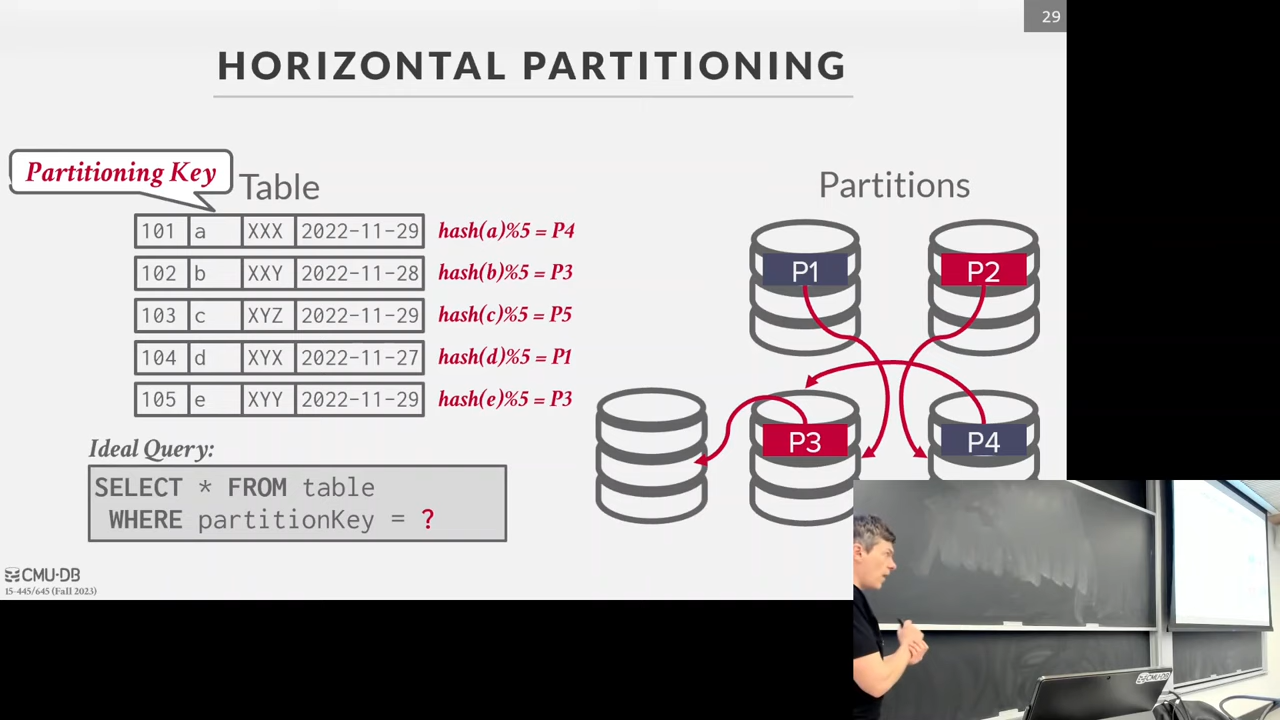 29
HORIZONTAL PARTITIONING
Partitioning Key
Table
Partitions
101 a XXX 2022-11-29 hash(a)%5 = P4
102 b XXY 2022-11-28 hash(b)%5 = P3
103 c XYZ 2022-11-29 hash(c)%5 = P5
104 d XYX 2022-11-27 hash(d)%5 = P1
105 e XYY 2022-11-29 hash(e)%5 = P3
P1
P2
P3
P4
Ideal Query:
SELECT * FROM table
WHERE partitionKey = ?
CMU·DB
15-445/645 (Fall 2023)
CMU·DB